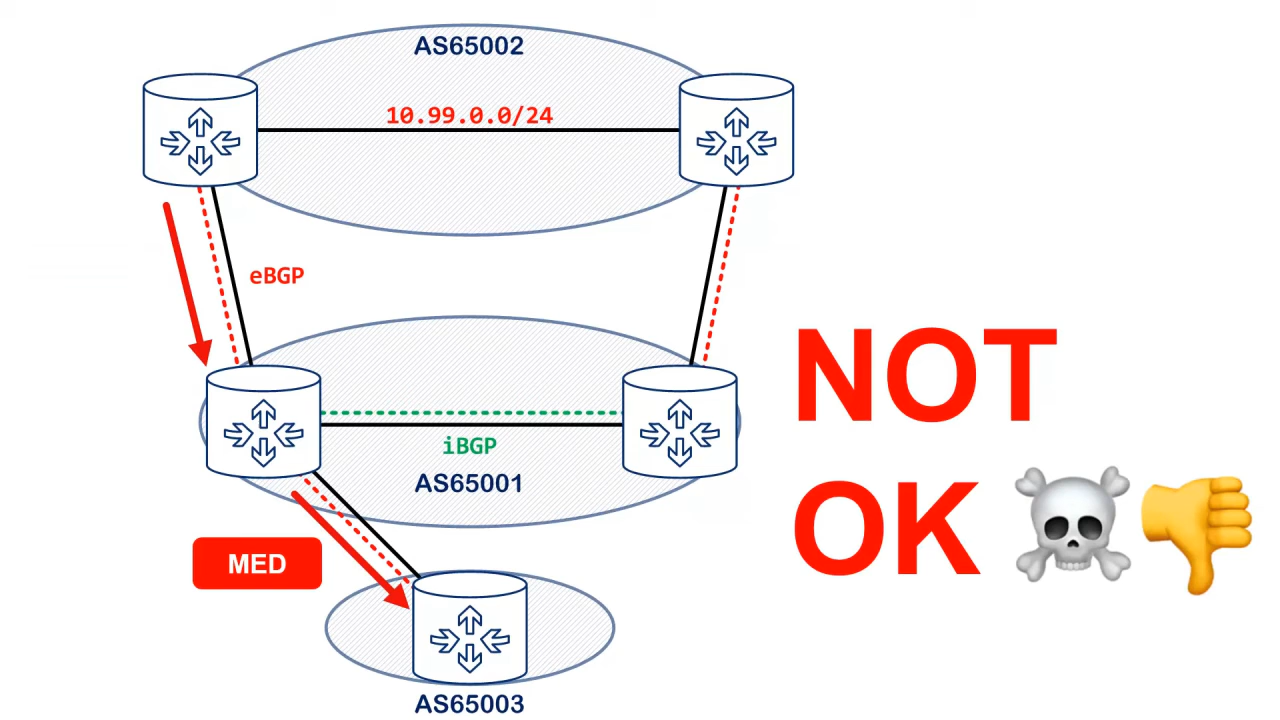 AS65002
10.99.0.0/24
eBGP
iBGP
AS65001
MED
AS65003
NOT
OK